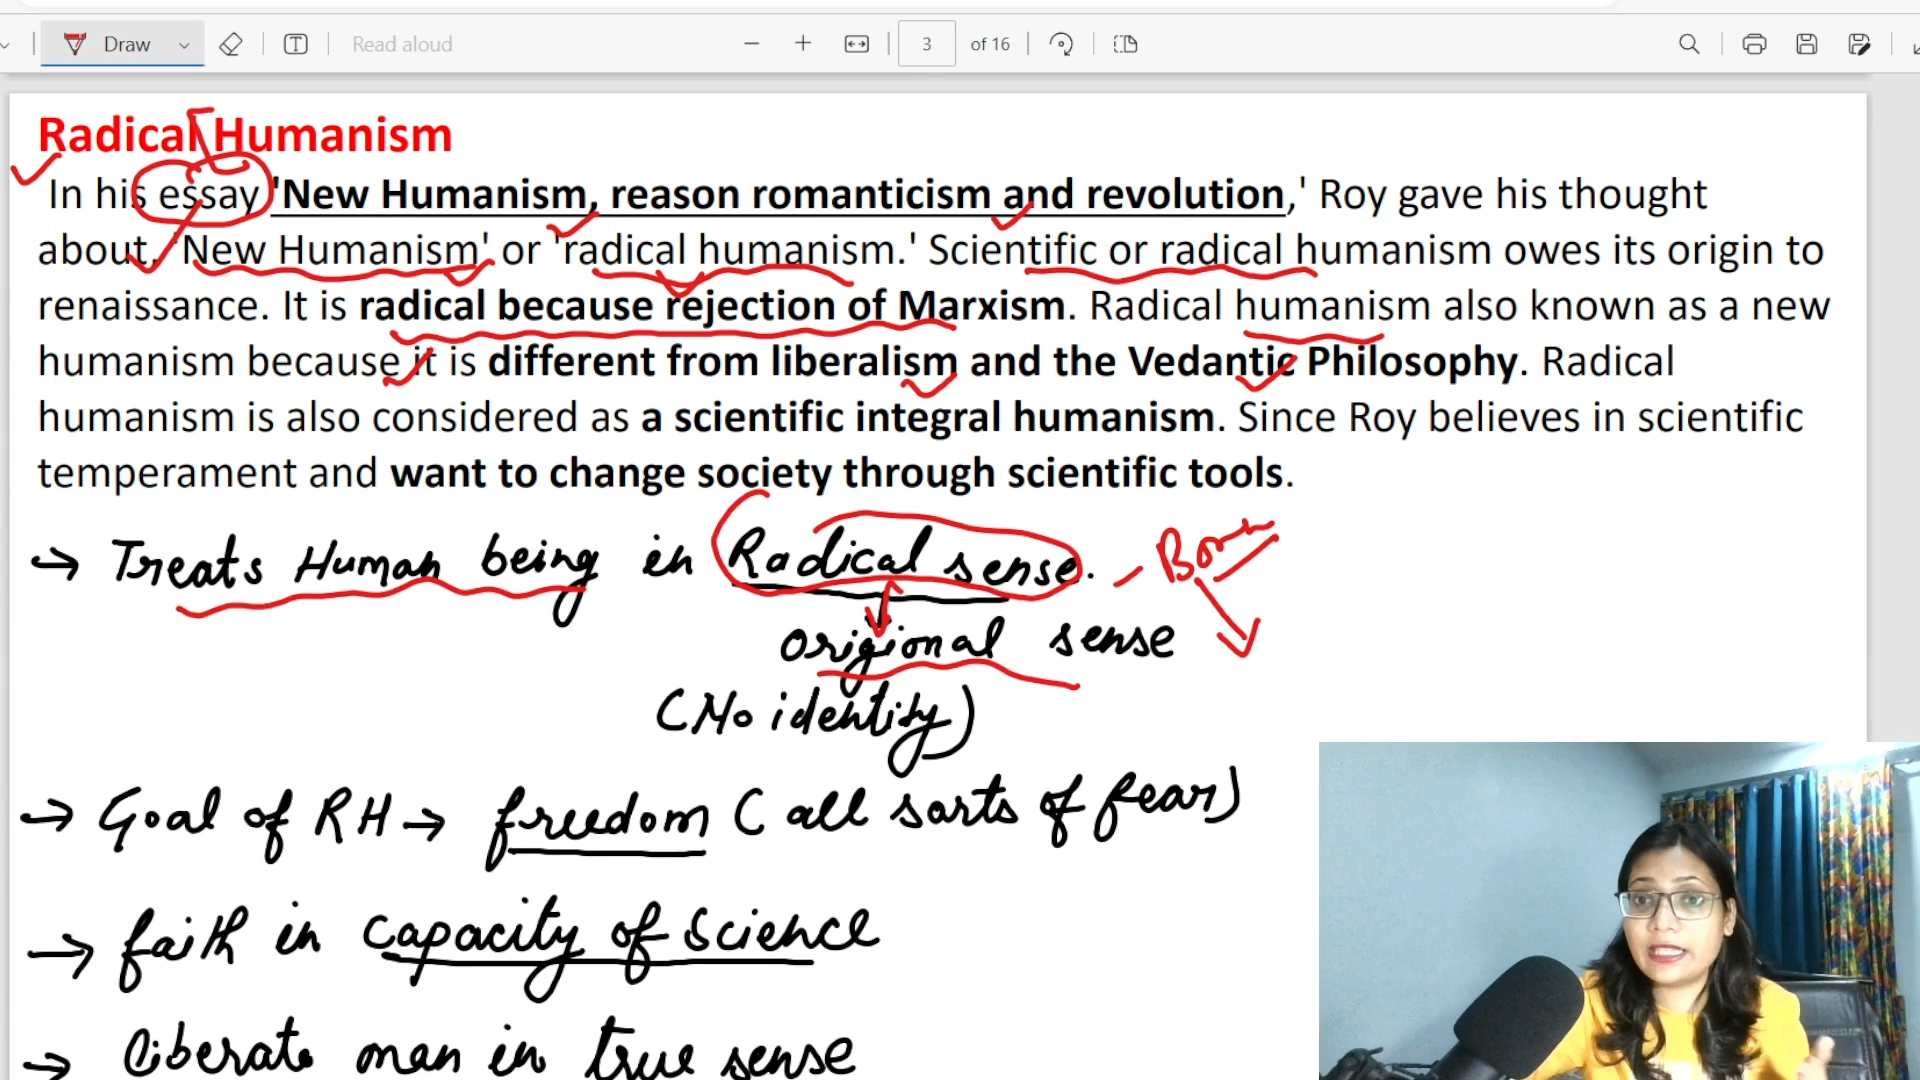 Draw
Read aloud
3 of 16
Radical Humanism
In his essay 'New Humanism, reason romanticism and revolution,' Roy gave his thought
about, 'New Humanism' or 'radical humanism.' Scientific or radical humanism owes its origin to
renaissance. It is radical because rejection of Marxism. Radical humanism also known as a new
humanism because it is different from liberalism and the Vedantic Philosophy. Radical
humanism is also considered as a scientific integral humanism. Since Roy believes in scientific
temperament and want to change society through scientific tools.
→ Treats Human being in Radical sense. - Born
Origional sense
(No identity)
→ Goal of RH → freedom (all sorts of fear)
→ faith in capacity of Science
→ liberate man in true sense